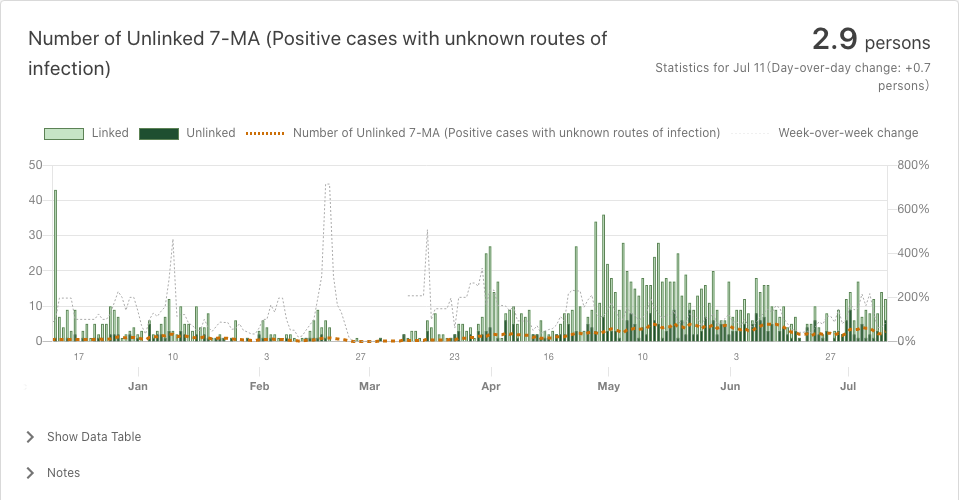 Number of Unlinked 7-MA (Positive cases with unknown routes of
infection)
2.9 persons
Statistics for Jul 11(Day-over-day change: +0.7
persons)
Linked
Unlinked
Number of Unlinked 7-MA (Positive cases with unknown routes of infection)
Week-over-week change
50
40
30
20
10
0
800%
600%
400%
200%
0%
17
10
3
27
23
16
10
3
27
Jan
Feb
Mar
Apr
May
Jun
Jul
Show Data Table
Notes